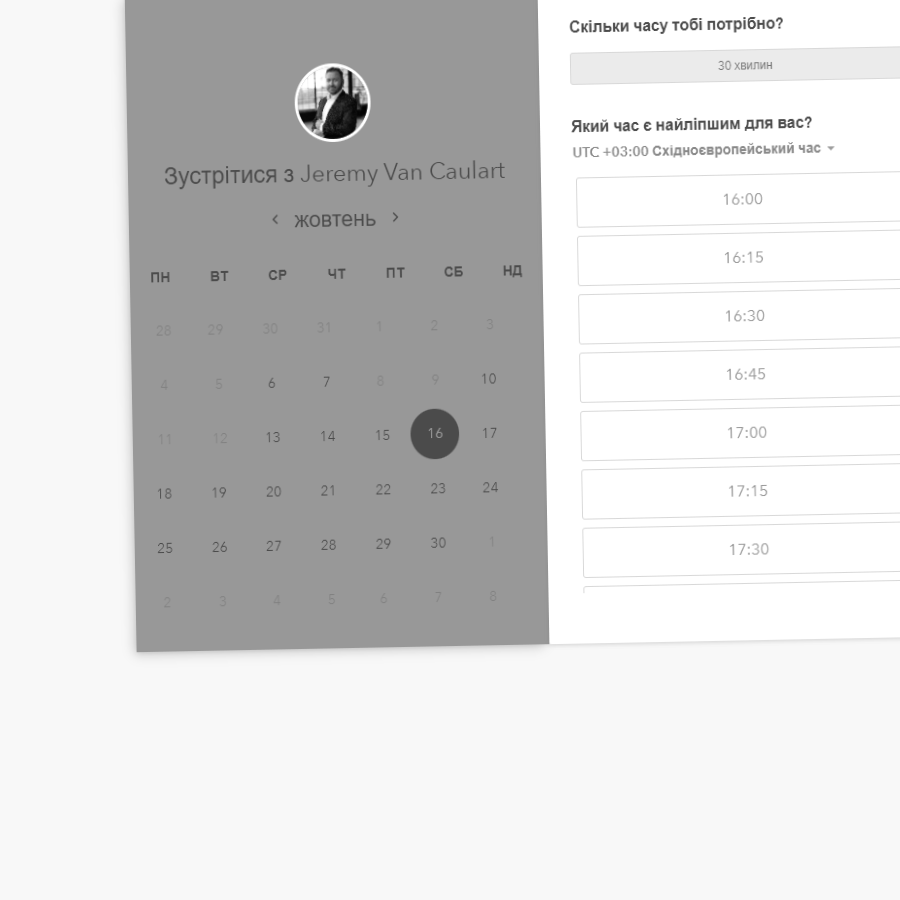 Зустрітися з Jeremy Van Caulart
жовтень
ПН ВТ СР ЧТ ПТ СБ НД
28 29 30 31 1 2 3
4 5 6 7 8 9 10
11 12 13 14 15 16 17
18 19 20 21 22 23 24
25 26 27 28 29 30 1
2 3 4 5 6 7 8
Скільки часу тобі потрібно?
30 хвилин
Який час є найліпшим для вас?
UTC +03:00 Східноєвропейський час
16:00
16:15
16:30
16:45
17:00
17:15
17:30